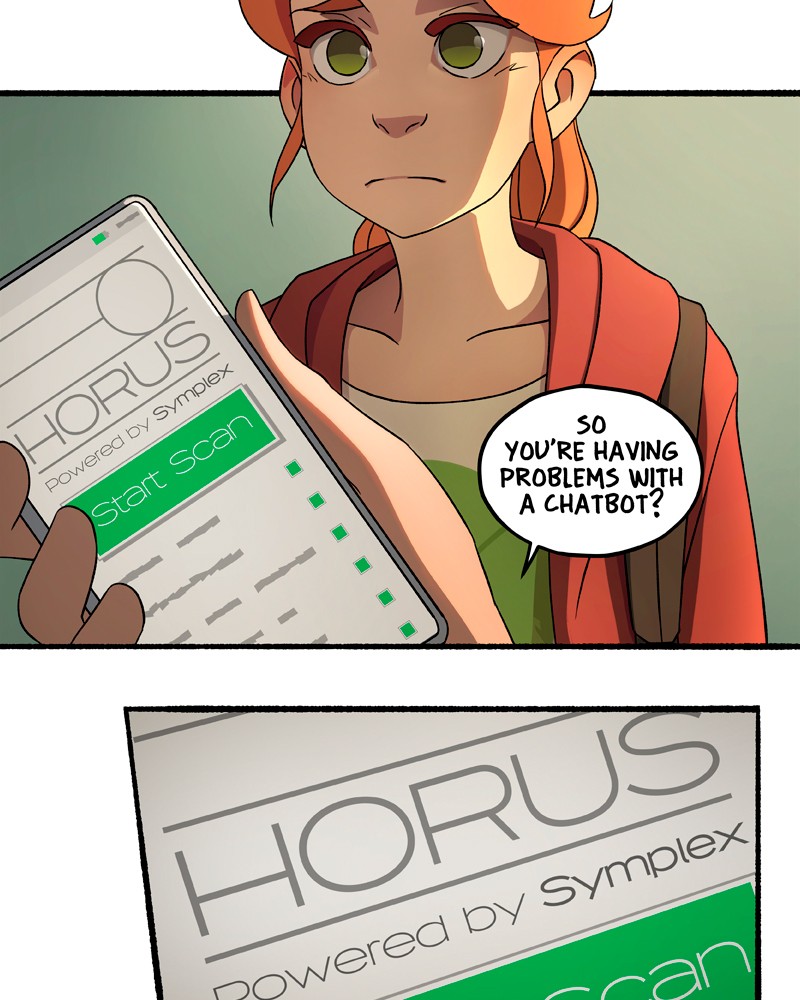 HORUS
Powered by Symplex
Start Scan
SO
YOU'RE HAVING
PROBLEMS WITH
A CHATBOT?
HORUS
Powered by Symplex
Scan